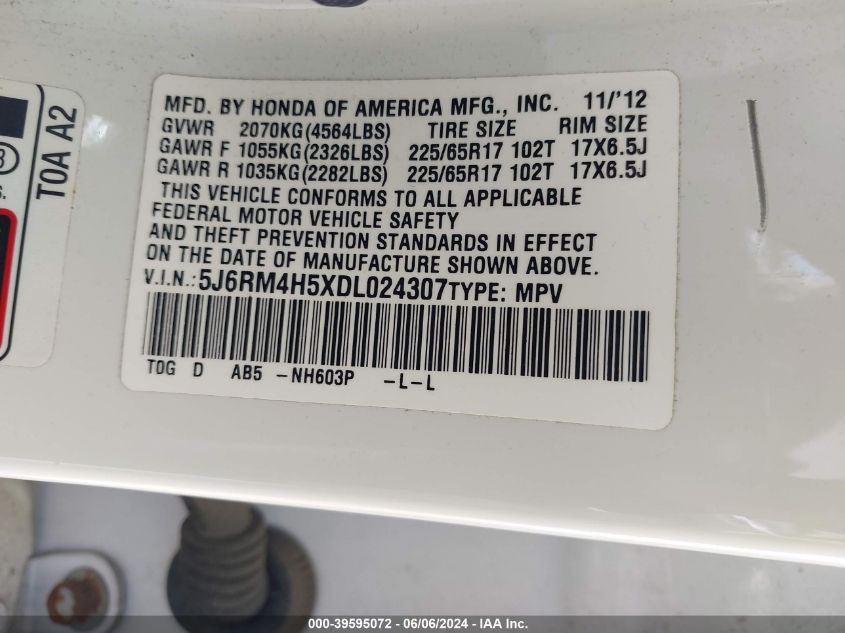 MFD. BY HONDA OF AMERICA MFG., INC. 11/'12
GVWR 2070KG(4564LBS) TIRE SIZE RIM SIZE
GAWR F 1055KG(2326LBS) 225/65R17 102T 17X6.5J
GAWR R 1035KG(2282LBS) 225/65R17 102T 17X6.5J
THIS VEHICLE CONFORMS TO ALL APPLICABLE
FEDERAL MOTOR VEHICLE SAFETY
AND THEFT PREVENTION STANDARDS IN EFFECT
ON THE DATE OF MANUFACTURE SHOWN ABOVE.
V.I.N.:5J6RM4H5XDL024307TYPE: MPV
T0G D AB5 -NH603P -L-L
T0A A2
000-39595072 - 06/06/2024 - IAA Inc.